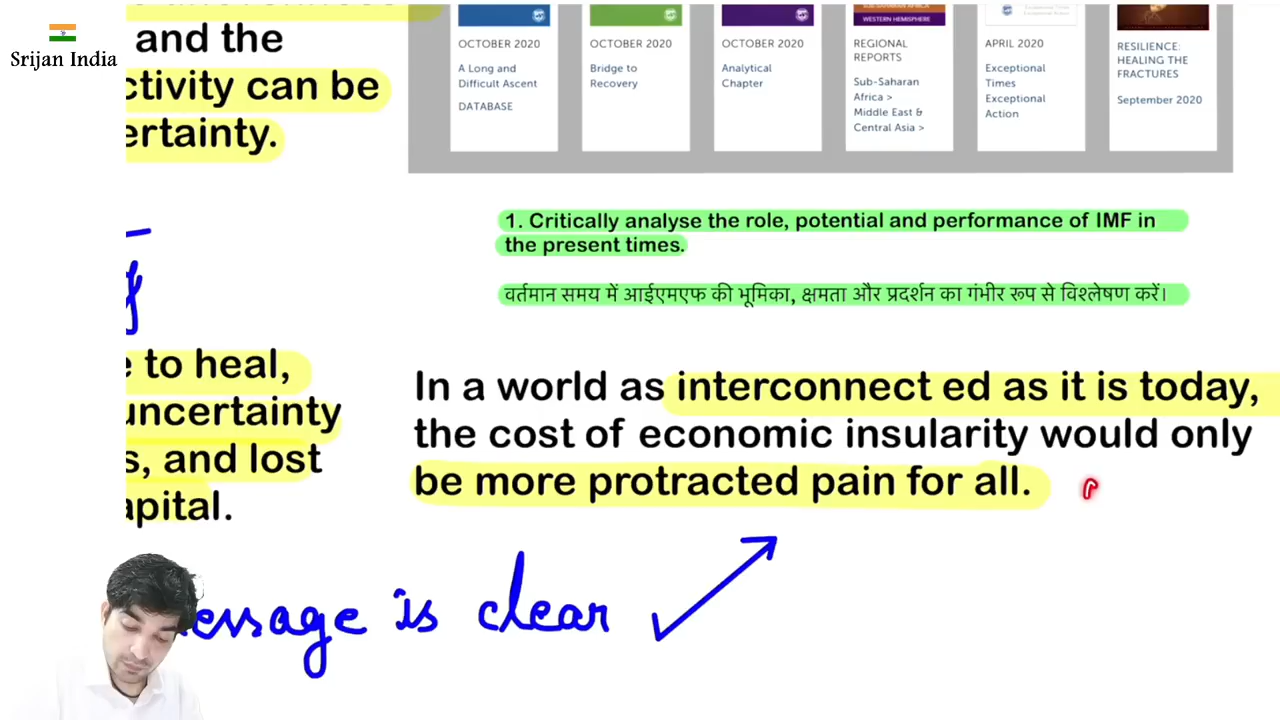 Srijan India
and the
ctivity can be
ertainty.
OCTOBER 2020
A Long and
Difficult Ascent
DATABASE
OCTOBER 2020
Bridge to
Recovery
OCTOBER 2020
Analytical
Chapter
WESTERN HEMISPHERE
REGIONAL
REPORTS
Sub-Saharan
Africa >
Middle East &
Central Asia >
APRIL 2020
Exceptional
Times
Exceptional
Action
RESILIENCE:
HEALING THE
FRACTURES
September 2020
1. Critically analyse the role, potential and performance of IMF in
the present times.
वर्तमान समय में आईएमएफ की भूमिका, क्षमता और प्रदर्शन का गंभीर रूप से विश्लेषण करें।
e to heal,
uncertainty
s, and lost
apital.
In a world as interconnect ed as it is today,
the cost of economic insularity would only
be more protracted pain for all.
essage is clear